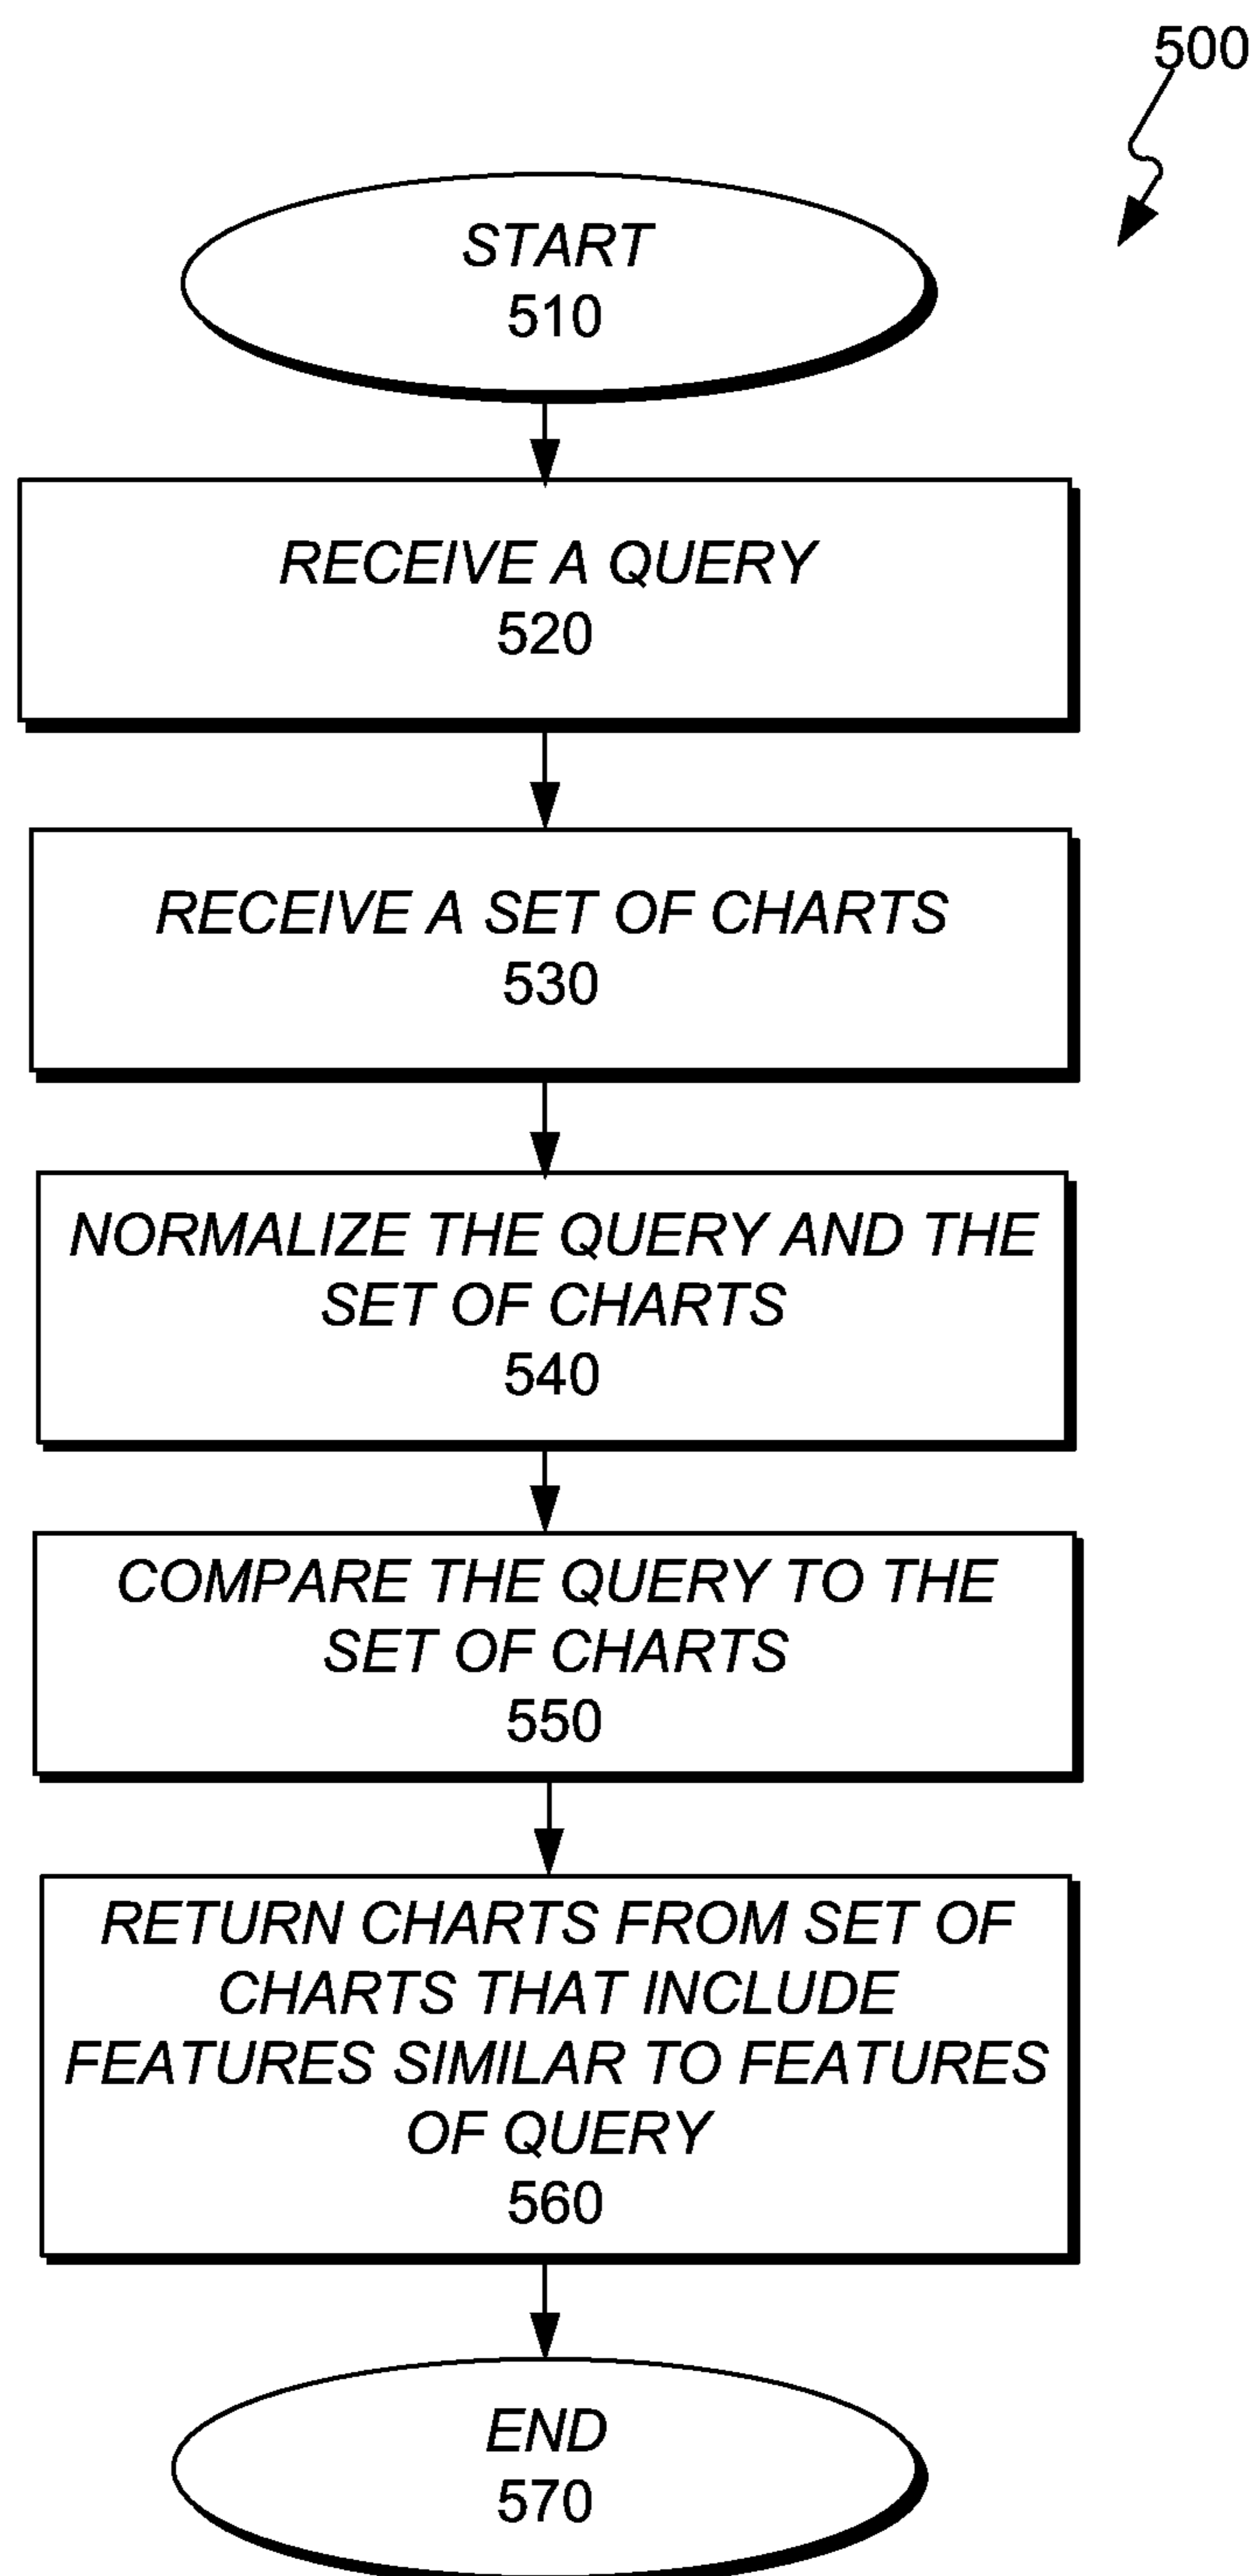 500
START
510
RECEIVE A QUERY
520
RECEIVE A SET OF CHARTS
530
NORMALIZE THE QUERY AND THE
SET OF CHARTS
540
COMPARE THE QUERY TO THE
SET OF CHARTS
550
RETURN CHARTS FROM SET OF
CHARTS THAT INCLUDE
FEATURES SIMILAR TO FEATURES
OF QUERY
560
END
570